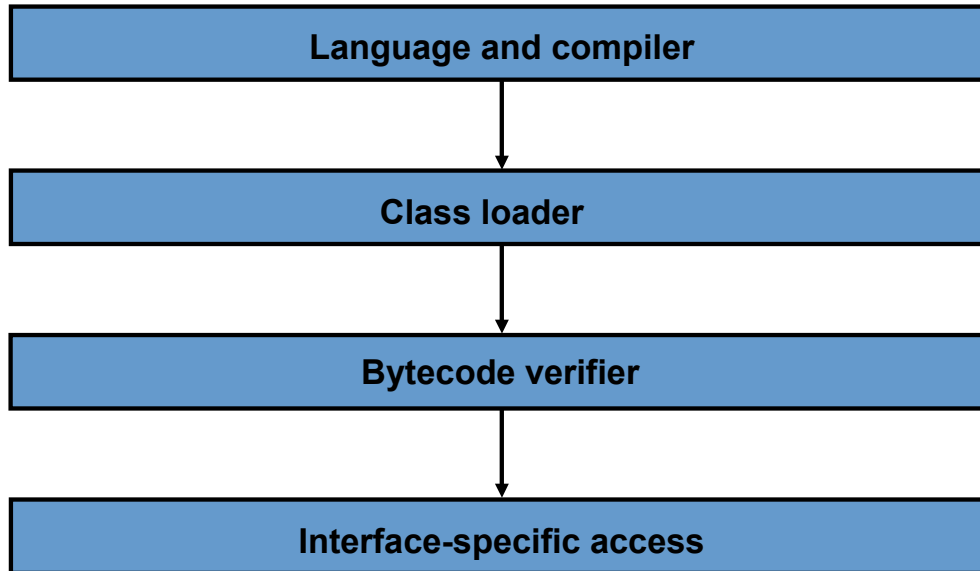 Language and compiler
Class loader
Bytecode verifier
Interface-specific access